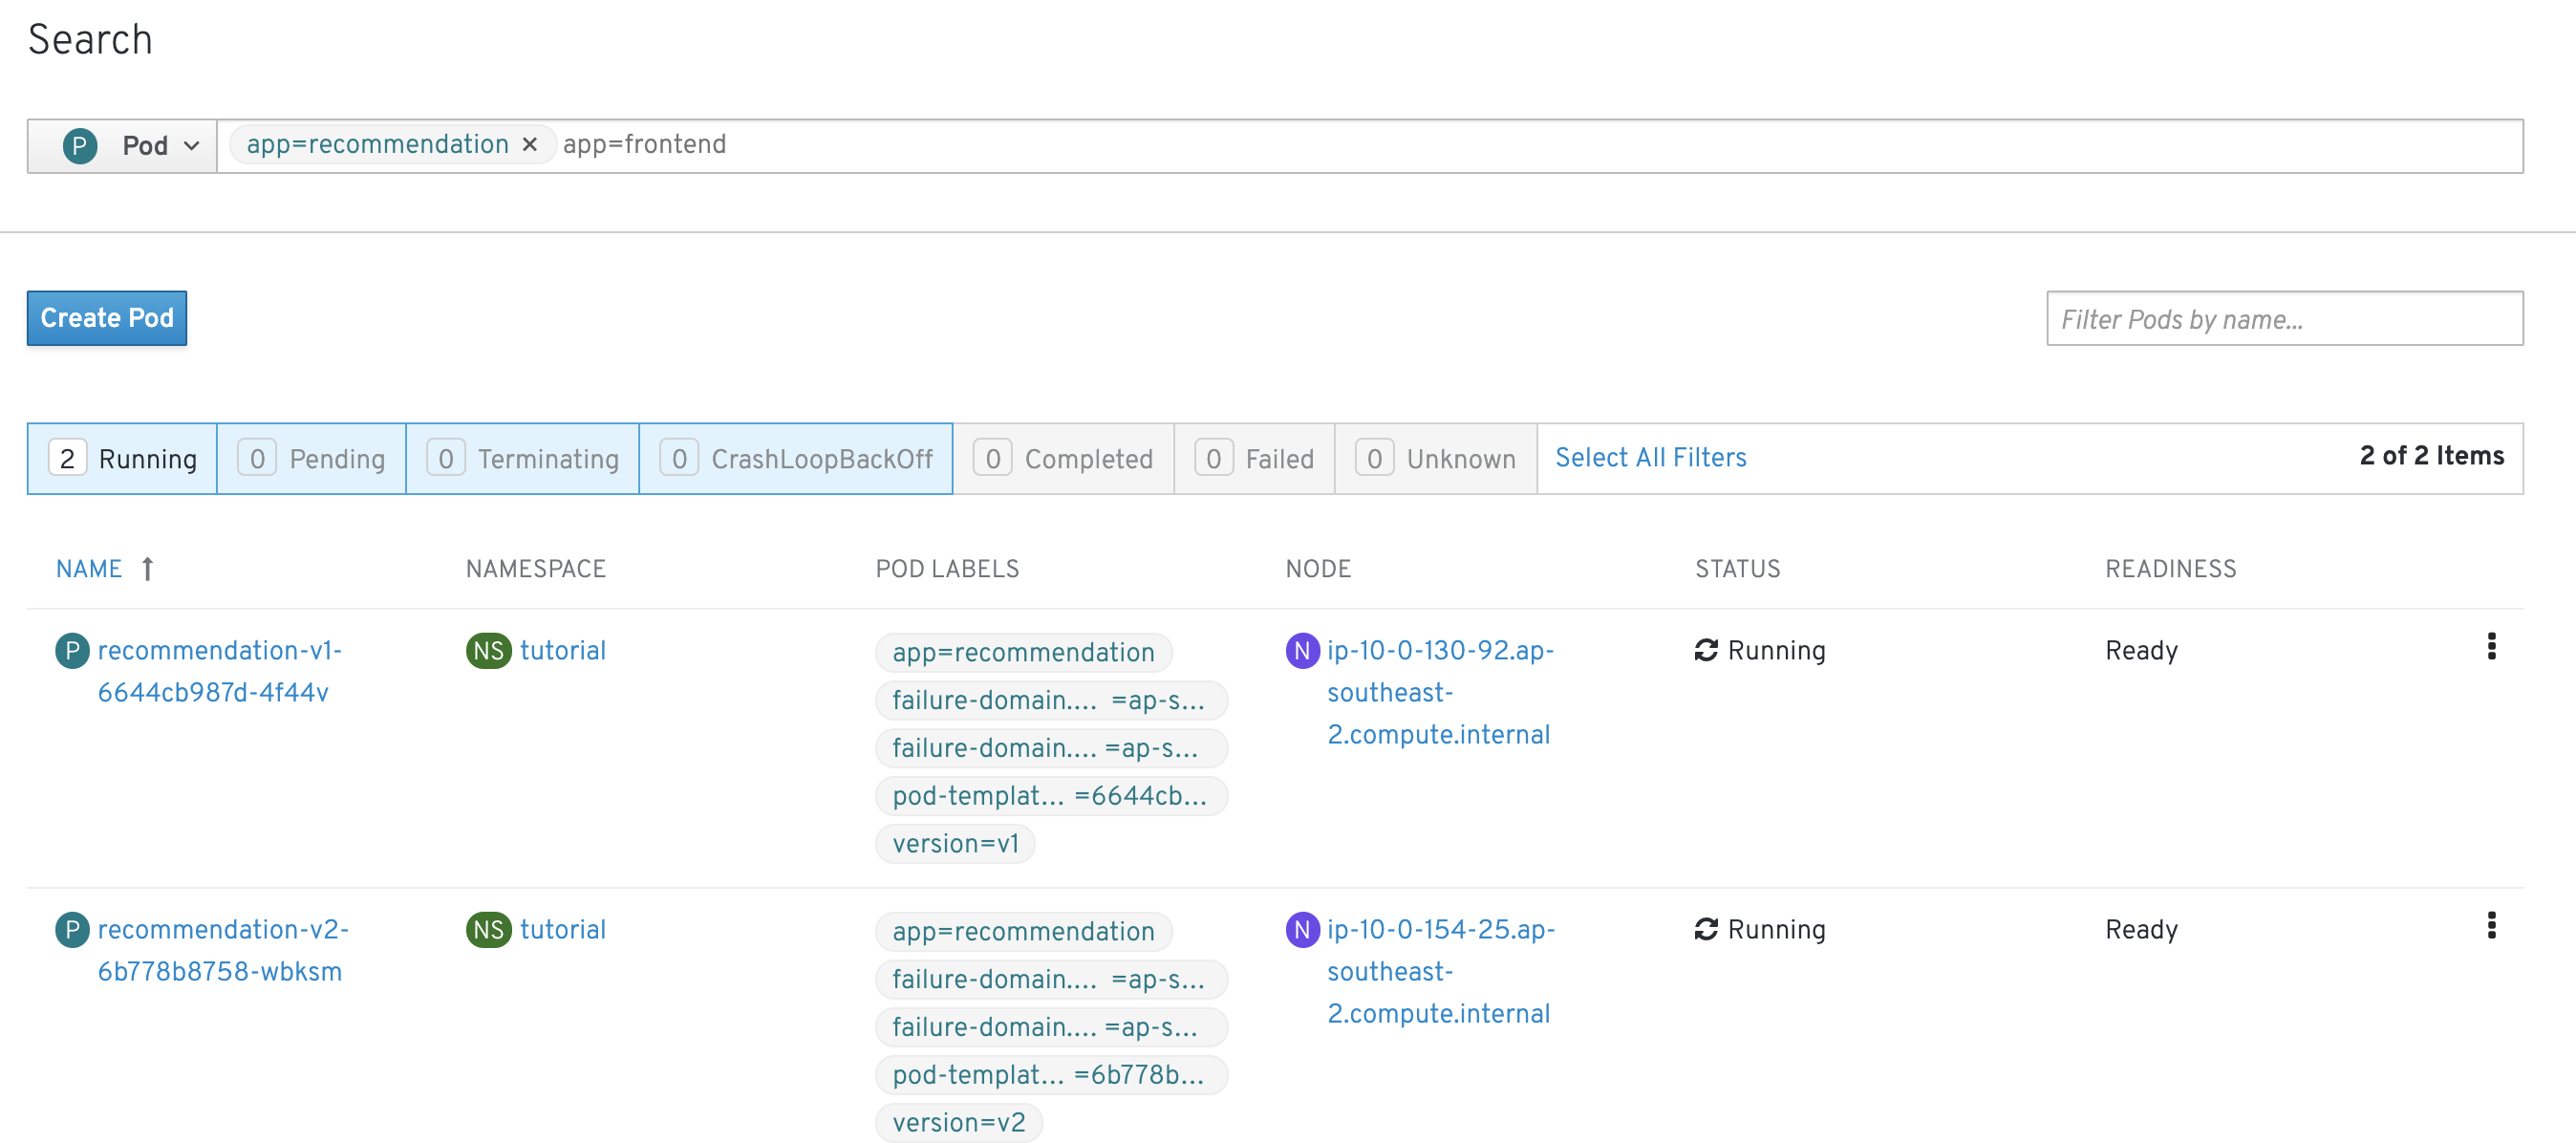 Search
P Pod app=recommendation × app=frontend
Create Pod
Filter Pods by name...
2 Running 0 Pending 0 Terminating 0 CrashLoopBackOff 0 Completed 0 Failed 0 Unknown Select All Filters 2 of 2 Items
NAME NAMESPACE POD LABELS NODE STATUS READINESS
P recommendation-v1-
6644cb987d-4f44v
NS tutorial
app=recommendation
failure-domain.... =ap-s...
failure-domain.... =ap-s...
pod-templat... =6644cb...
version=v1
N ip-10-0-130-92.ap-
southeast-
2.compute.internal
Running
Ready
P recommendation-v2-
6b778b8758-wbksm
NS tutorial
app=recommendation
failure-domain.... =ap-s...
failure-domain.... =ap-s...
pod-templat... =6b778b...
version=v2
N ip-10-0-154-25.ap-
southeast-
2.compute.internal
Running
Ready